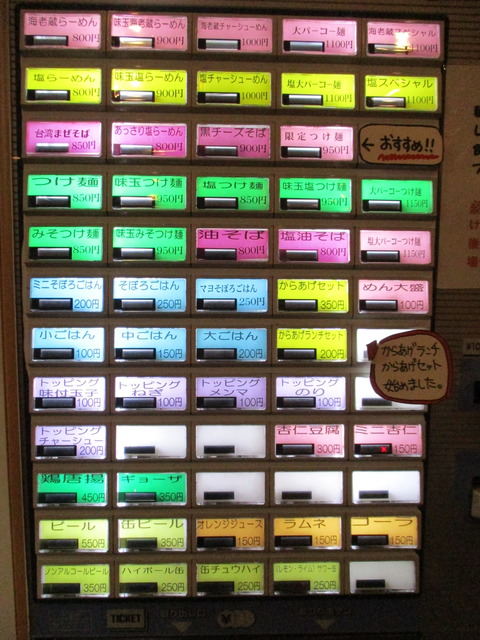 海老蔵らーめん 800円
味玉海老蔵らーめん 900円
海老蔵チャーシューめん 1000円
大パーコー麺 1100円
海老蔵スペシャル 1100円
塩らーめん 800円
味玉塩らーめん 900円
塩チャーシューめん 1000円
塩大パーコー麺 1100円
塩スペシャル 1100円
台湾まぜそば 850円
あっさり塩らーめん 800円
黒チーズそば 900円
限定つけ麺 950円
← おすすめ!!
つけ麺 850円
味玉つけ麺 950円
塩つけ麺 850円
味玉塩つけ麺 950円
大パーコーつけ麺 1150円
みそつけ麺 850円
味玉みそつけ麺 950円
油そば 800円
塩油そば 800円
塩大パーコーつけ麺 1150円
ミニそぼろごはん 200円
そぼろごはん 250円
マヨそぼろごはん 250円
からあげセット 350円
めん大盛 100円
小ごはん 100円
中ごはん 150円
大ごはん 200円
からあげランチセット 200円
からあげランチ
からあげセット
始めました。
トッピング
味付玉子 100円
トッピング
ねぎ 100円
トッピング
メンマ 100円
トッピング
のり 100円
トッピング
チャーシュー 200円
杏仁豆腐 300円
ミニ杏仁 150円
鶏唐揚 450円
ギョーザ 350円
ビール 550円
缶ビール 350円
オレンジジュース 150円
ラムネ 150円
コーラ 150円
ノンアルコールビール 350円
ハイボール缶 250円
缶チュウハイ 250円
(レモン・ライム)サワー缶 250円
TICKET